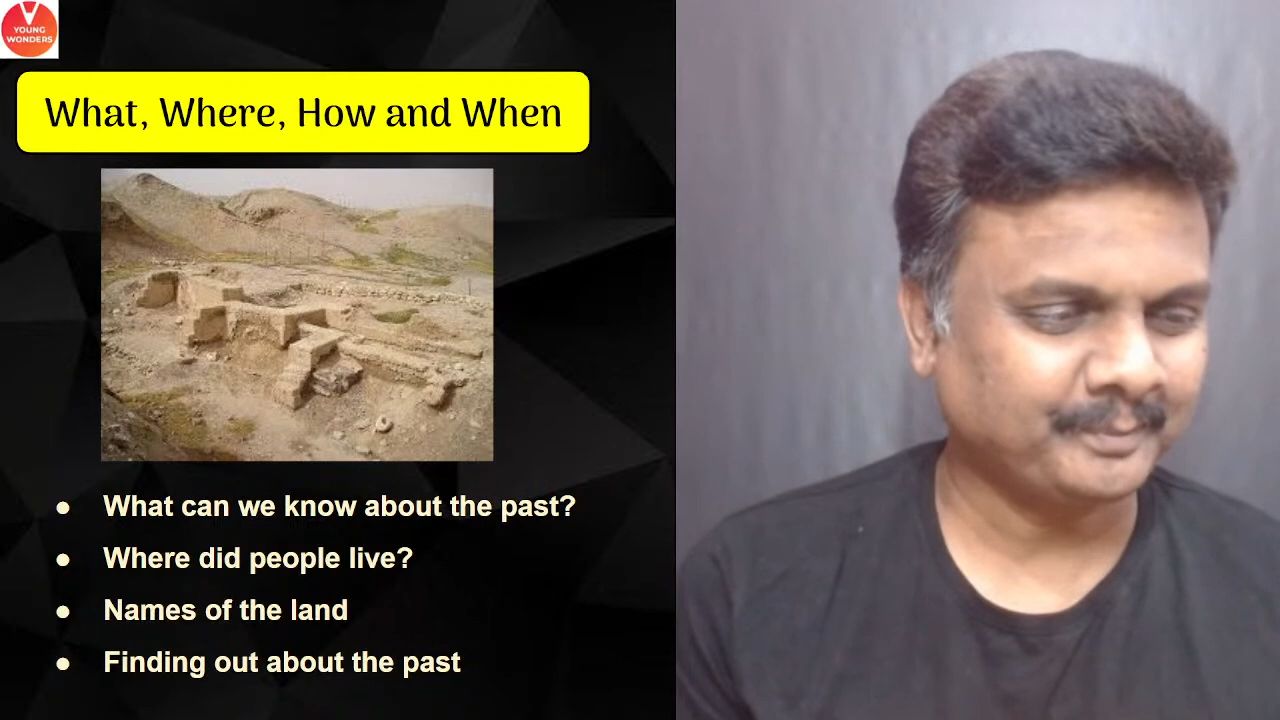 YOUNG
WONDERS
What, Where, How and When
● What can we know about the past?
● Where did people live?
● Names of the land
● Finding out about the past